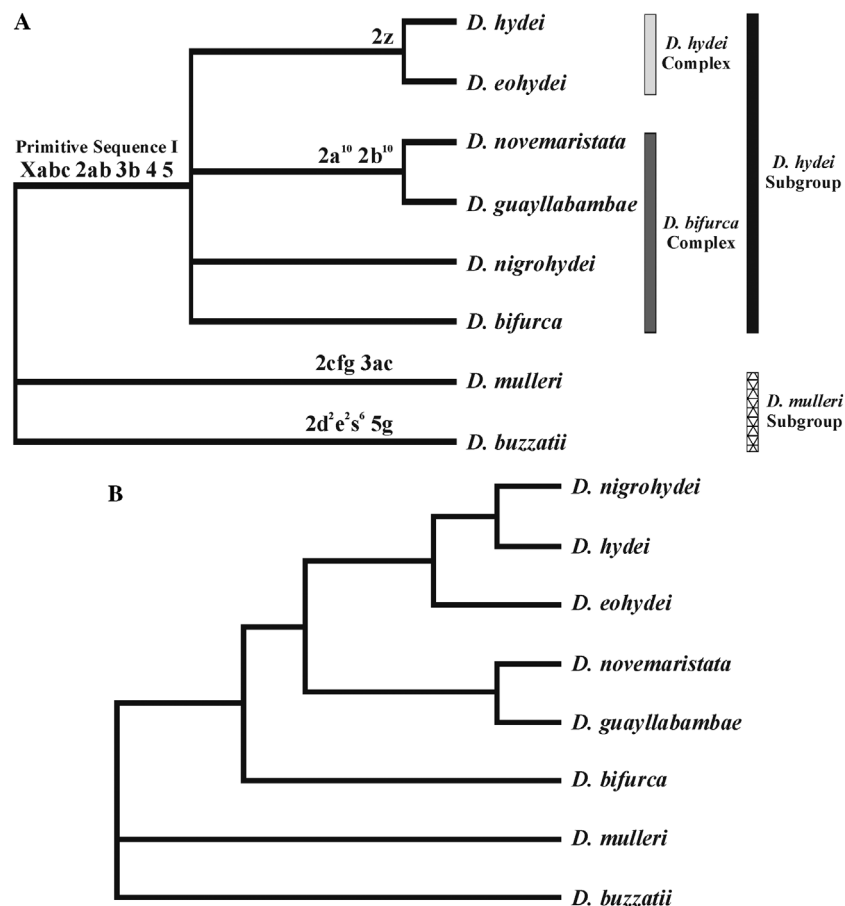 A
2z
D. hydei
D. eohydei
D. hydei
Complex
Primitive Sequence I
Xabc 2ab 3b 4 5
2a¹⁰ 2b¹⁰
D. novemaristata
D. guayllabambae
D. nigrohydei
D. bifurca
D. bifurca
Complex
D. hydei
Subgroup
2cfg 3ac
D. mulleri
2d²e²s⁶ 5g
D. buzzatii
D. mulleri
Subgroup
B
D. nigrohydei
D. hydei
D. eohydei
D. novemaristata
D. guayllabambae
D. bifurca
D. mulleri
D. buzzatii